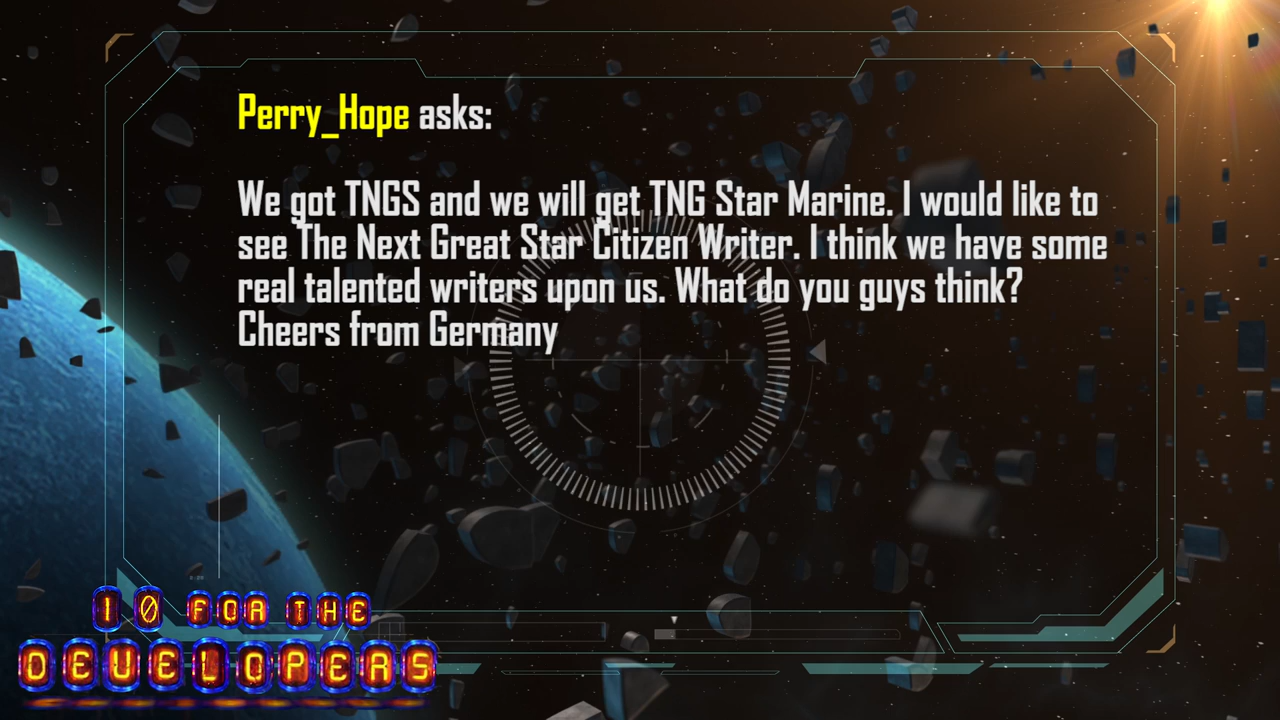 Perry_Hope asks:
We got TNGS and we will get TNG Star Marine. I would like to
see The Next Great Star Citizen Writer. I think we have some
real talented writers upon us. What do you guys think?
Cheers from Germany
10 FOR THE
DEVELOPERS